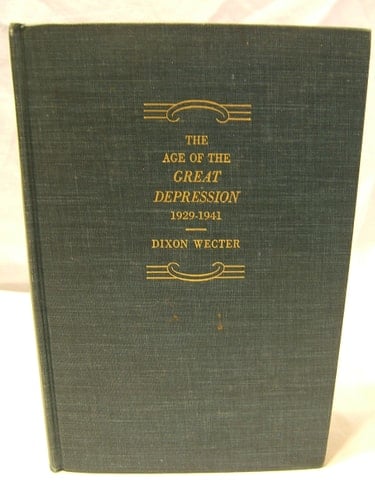 THE
AGE OF THE
GREAT
DEPRESSION
1929-1941
DIXON WECTER